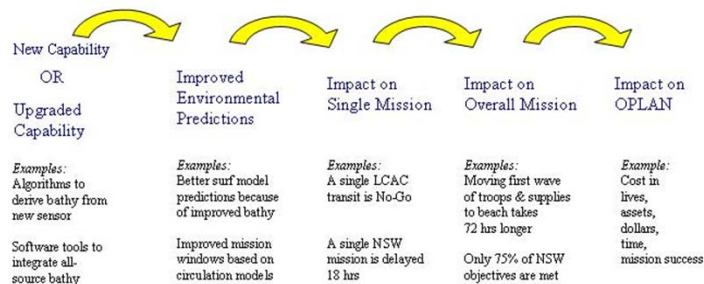 New Capability
OR
Upgraded
Capability
Examples:
Algorithms to
derive bathy from
new sensor
Software tools to
integrate all-
source bathy
Improved
Environmental
Predictions
Examples:
Better surf model
predictions because
of improved bathy
Improved mission
windows based on
circulation models
Impact on
Single Mission
Examples:
A single LCAC
transit is No-Go
A single NSW
mission is delayed
18 hrs
Impact on
Overall Mission
Examples:
Moving first wave
of troops & supplies
to beach takes
72 hrs longer
Only 75% of NSW
objectives are met
Impact on
OPLAN
Example:
Cost in
lives,
assets,
dollars,
time,
mission success